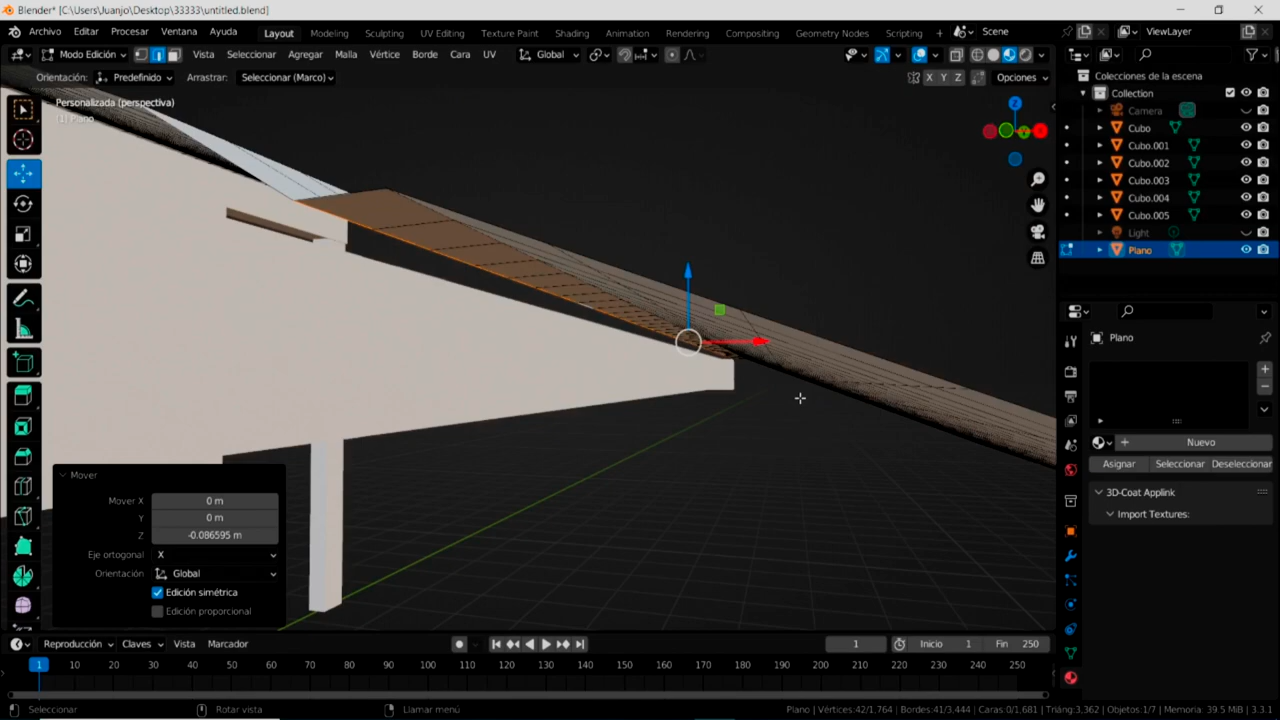 Blender* [C:\Users\Juanjo\Desktop\33333\untitled.blend]
Archivo Editar Procesar Ventana Ayuda Layout Modeling Sculpting UV Editing Texture Paint Shading Animation Rendering Compositing Geometry Nodes Scripting + Scene ViewLayer
Modo Edición Vista Seleccionar Agregar Malla Vértice Borde Cara UV Global
Orientación: Predefinido Arrastrar: Seleccionar (Marco) X Y Z Opciones
Personalizada (perspectiva)
(1) Plano
Z
Y
X
Colecciones de la escena
Collection
Camera
Cubo
Cubo.001
Cubo.002
Cubo.003
Cubo.004
Cubo.005
Light
Plano
Plano
Nuevo
Asignar Seleccionar Deseleccionar
3D-Coat Applink
Import Textures:
Mover
Mover X 0 m
Y 0 m
Z -0.086595 m
Eje ortogonal X
Orientación Global
Edición simétrica
Edición proporcional
Reproducción Claves Vista Marcador 1 Inicio 1 Fin 250
1 10 20 30 40 50 60 70 80 90 100 110 120 130 140 150 160 170 180 190 200 210 220 230 240 250
Seleccionar Rotar vista Llamar menú Plano | Vértices:42/1,764 | Bordes:41/3,444 | Caras:0/1,681 | Triáng:3,362 | Objetos:1/7 | Memoria: 39.5 MiB | 3.3.1